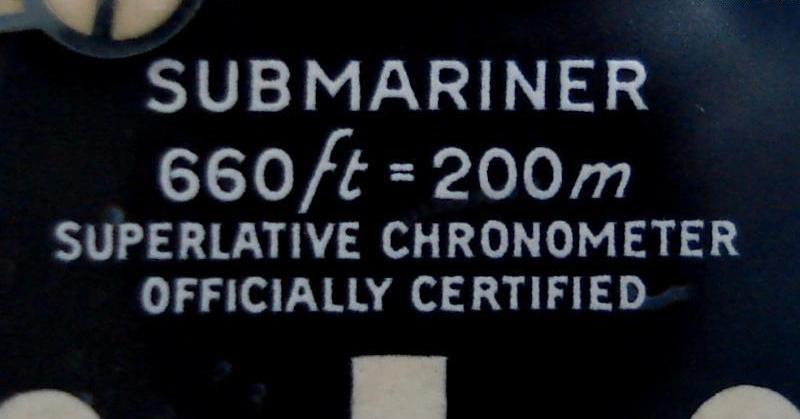 SUBMARINER
660ft = 200m
SUPERLATIVE CHRONOMETER
OFFICIALLY CERTIFIED